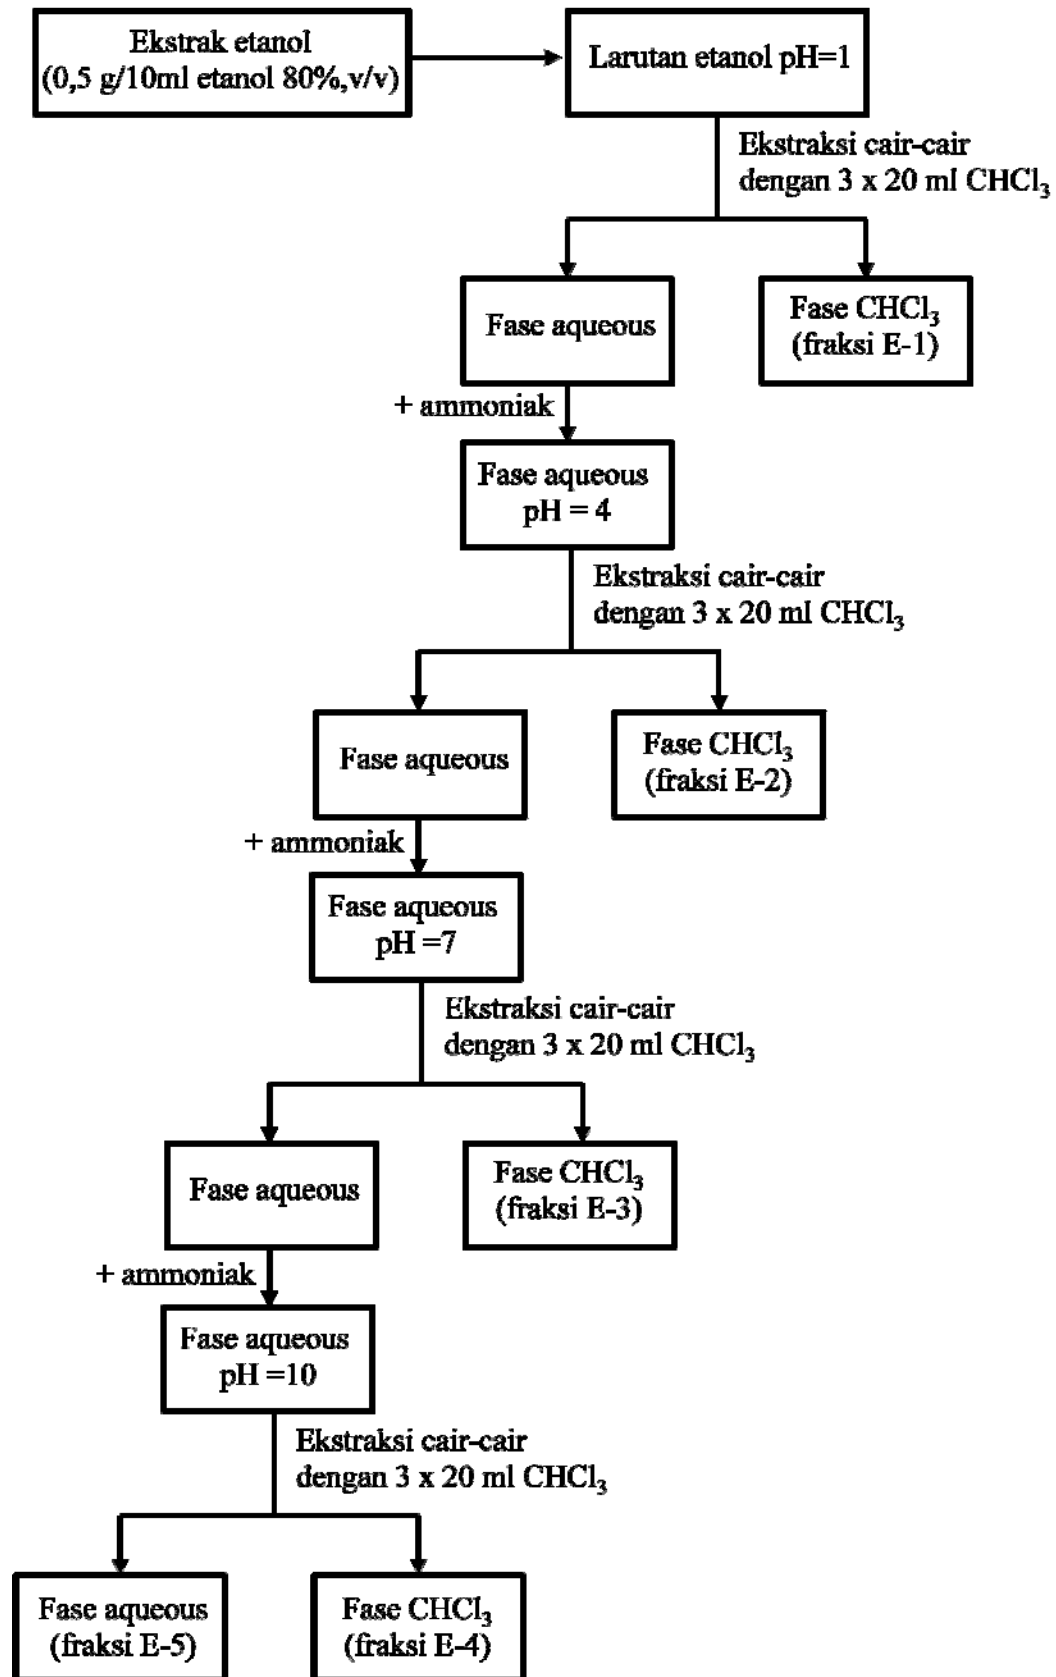 Ekstrak etanol
(0,5 g/10ml etanol 80%,v/v)
Larutan etanol pH=1
Ekstraksi cair-cair
dengan 3 x 20 ml CHCl₃
Fase aqueous
Fase CHCl₃
(fraksi E-1)
+ ammoniak
Fase aqueous
pH = 4
Ekstraksi cair-cair
dengan 3 x 20 ml CHCl₃
Fase aqueous
Fase CHCl₃
(fraksi E-2)
+ ammoniak
Fase aqueous
pH =7
Ekstraksi cair-cair
dengan 3 x 20 ml CHCl₃
Fase aqueous
Fase CHCl₃
(fraksi E-3)
+ ammoniak
Fase aqueous
pH =10
Ekstraksi cair-cair
dengan 3 x 20 ml CHCl₃
Fase aqueous
(fraksi E-5)
Fase CHCl₃
(fraksi E-4)